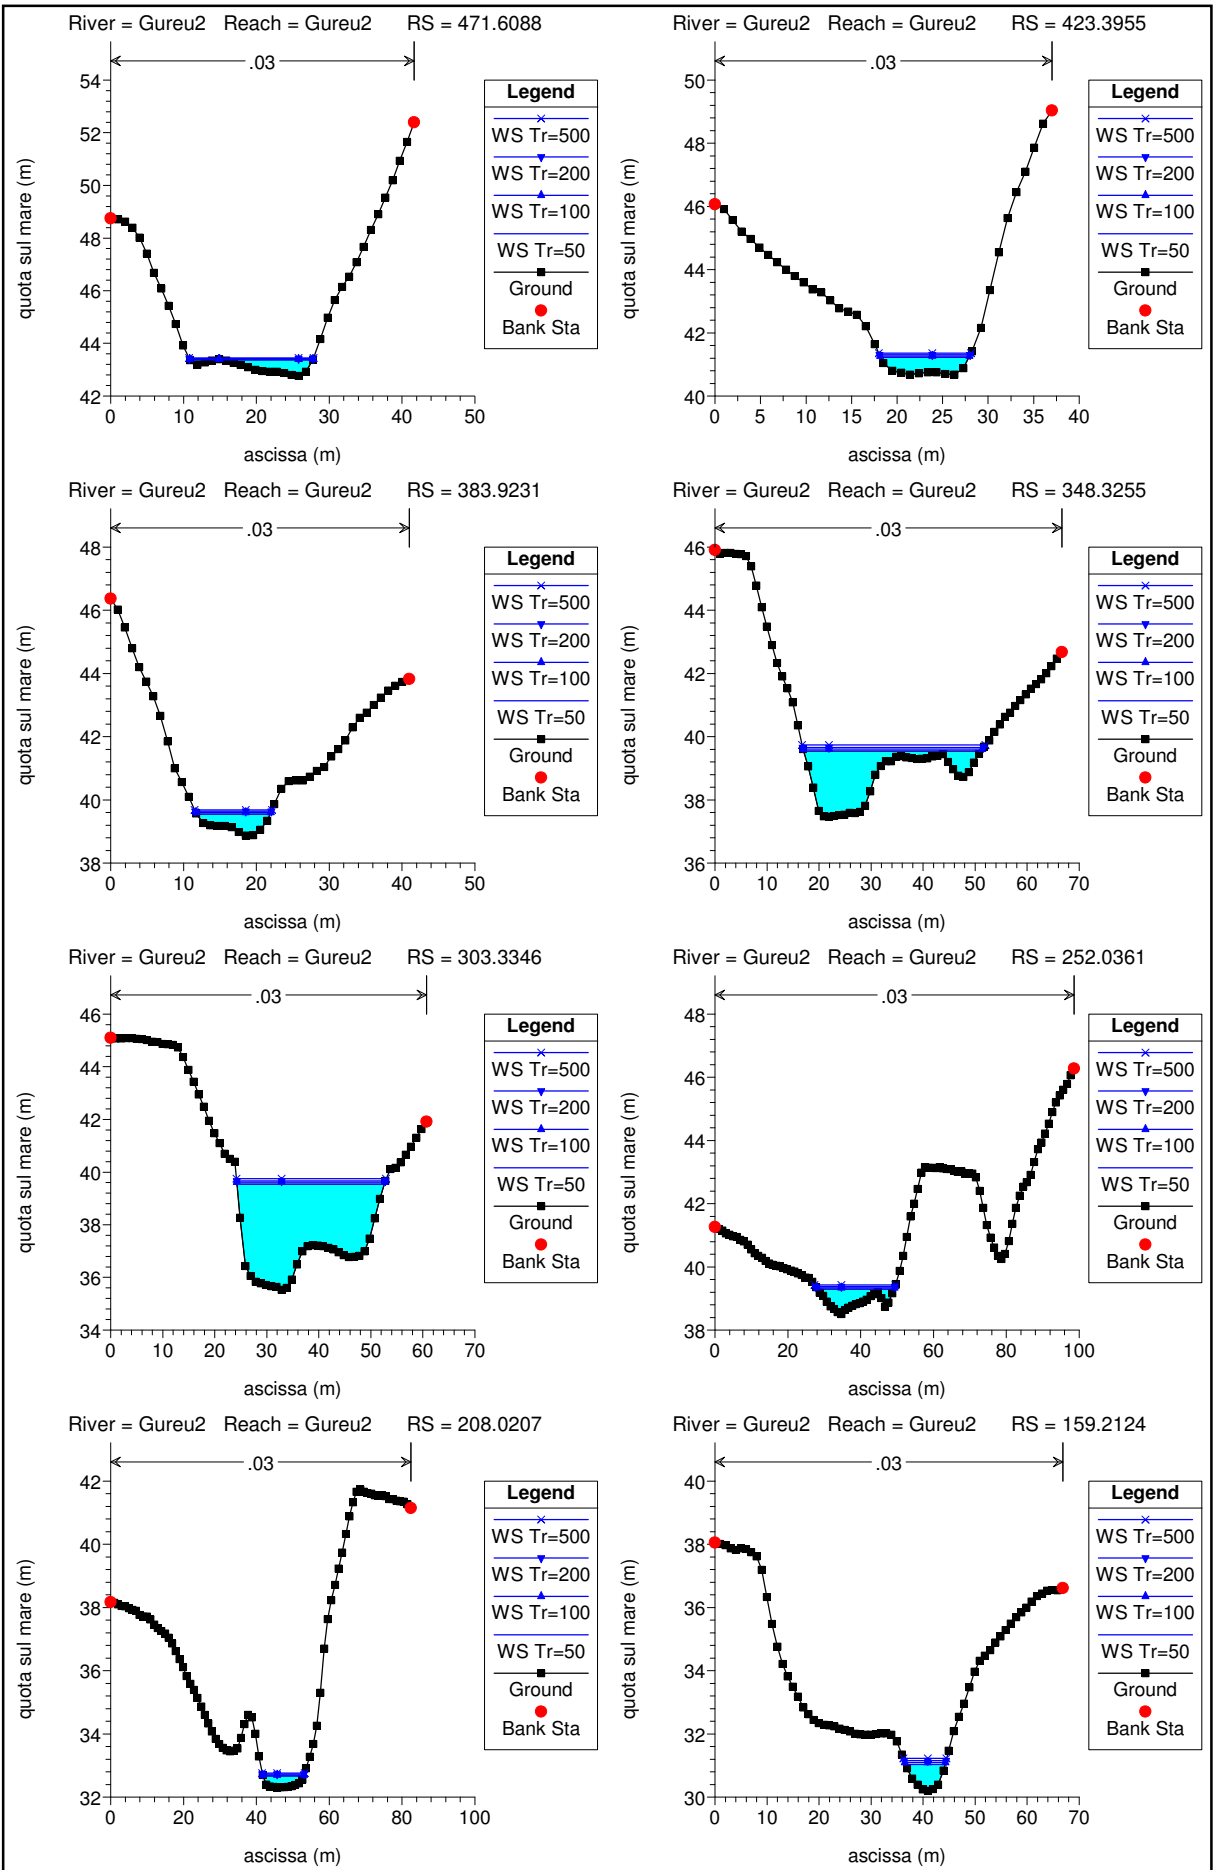 River = Gureu2 Reach = Gureu2 RS = 471.6088
.03
54
52
50
48
46
44
42
0 10 20 30 40 50
quota sul mare (m)
ascissa (m)
Legend
WS Tr=500
WS Tr=200
WS Tr=100
WS Tr=50
Ground
Bank Sta
River = Gureu2 Reach = Gureu2 RS = 423.3955
.03
50
48
46
44
42
40
0 5 10 15 20 25 30 35 40
quota sul mare (m)
ascissa (m)
Legend
WS Tr=500
WS Tr=200
WS Tr=100
WS Tr=50
Ground
Bank Sta
River = Gureu2 Reach = Gureu2 RS = 383.9231
.03
48
46
44
42
40
38
0 10 20 30 40 50
quota sul mare (m)
ascissa (m)
Legend
WS Tr=500
WS Tr=200
WS Tr=100
WS Tr=50
Ground
Bank Sta
River = Gureu2 Reach = Gureu2 RS = 348.3255
.03
46
44
42
40
38
36
0 10 20 30 40 50 60 70
quota sul mare (m)
ascissa (m)
Legend
WS Tr=500
WS Tr=200
WS Tr=100
WS Tr=50
Ground
Bank Sta
River = Gureu2 Reach = Gureu2 RS = 303.3346
.03
46
44
42
40
38
36
34
0 10 20 30 40 50 60 70
quota sul mare (m)
ascissa (m)
Legend
WS Tr=500
WS Tr=200
WS Tr=100
WS Tr=50
Ground
Bank Sta
River = Gureu2 Reach = Gureu2 RS = 252.0361
.03
48
46
44
42
40
38
0 20 40 60 80 100
quota sul mare (m)
ascissa (m)
Legend
WS Tr=500
WS Tr=200
WS Tr=100
WS Tr=50
Ground
Bank Sta
River = Gureu2 Reach = Gureu2 RS = 208.0207
.03
42
40
38
36
34
32
0 20 40 60 80 100
quota sul mare (m)
ascissa (m)
Legend
WS Tr=500
WS Tr=200
WS Tr=100
WS Tr=50
Ground
Bank Sta
River = Gureu2 Reach = Gureu2 RS = 159.2124
.03
40
38
36
34
32
30
0 10 20 30 40 50 60 70
quota sul mare (m)
ascissa (m)
Legend
WS Tr=500
WS Tr=200
WS Tr=100
WS Tr=50
Ground
Bank Sta